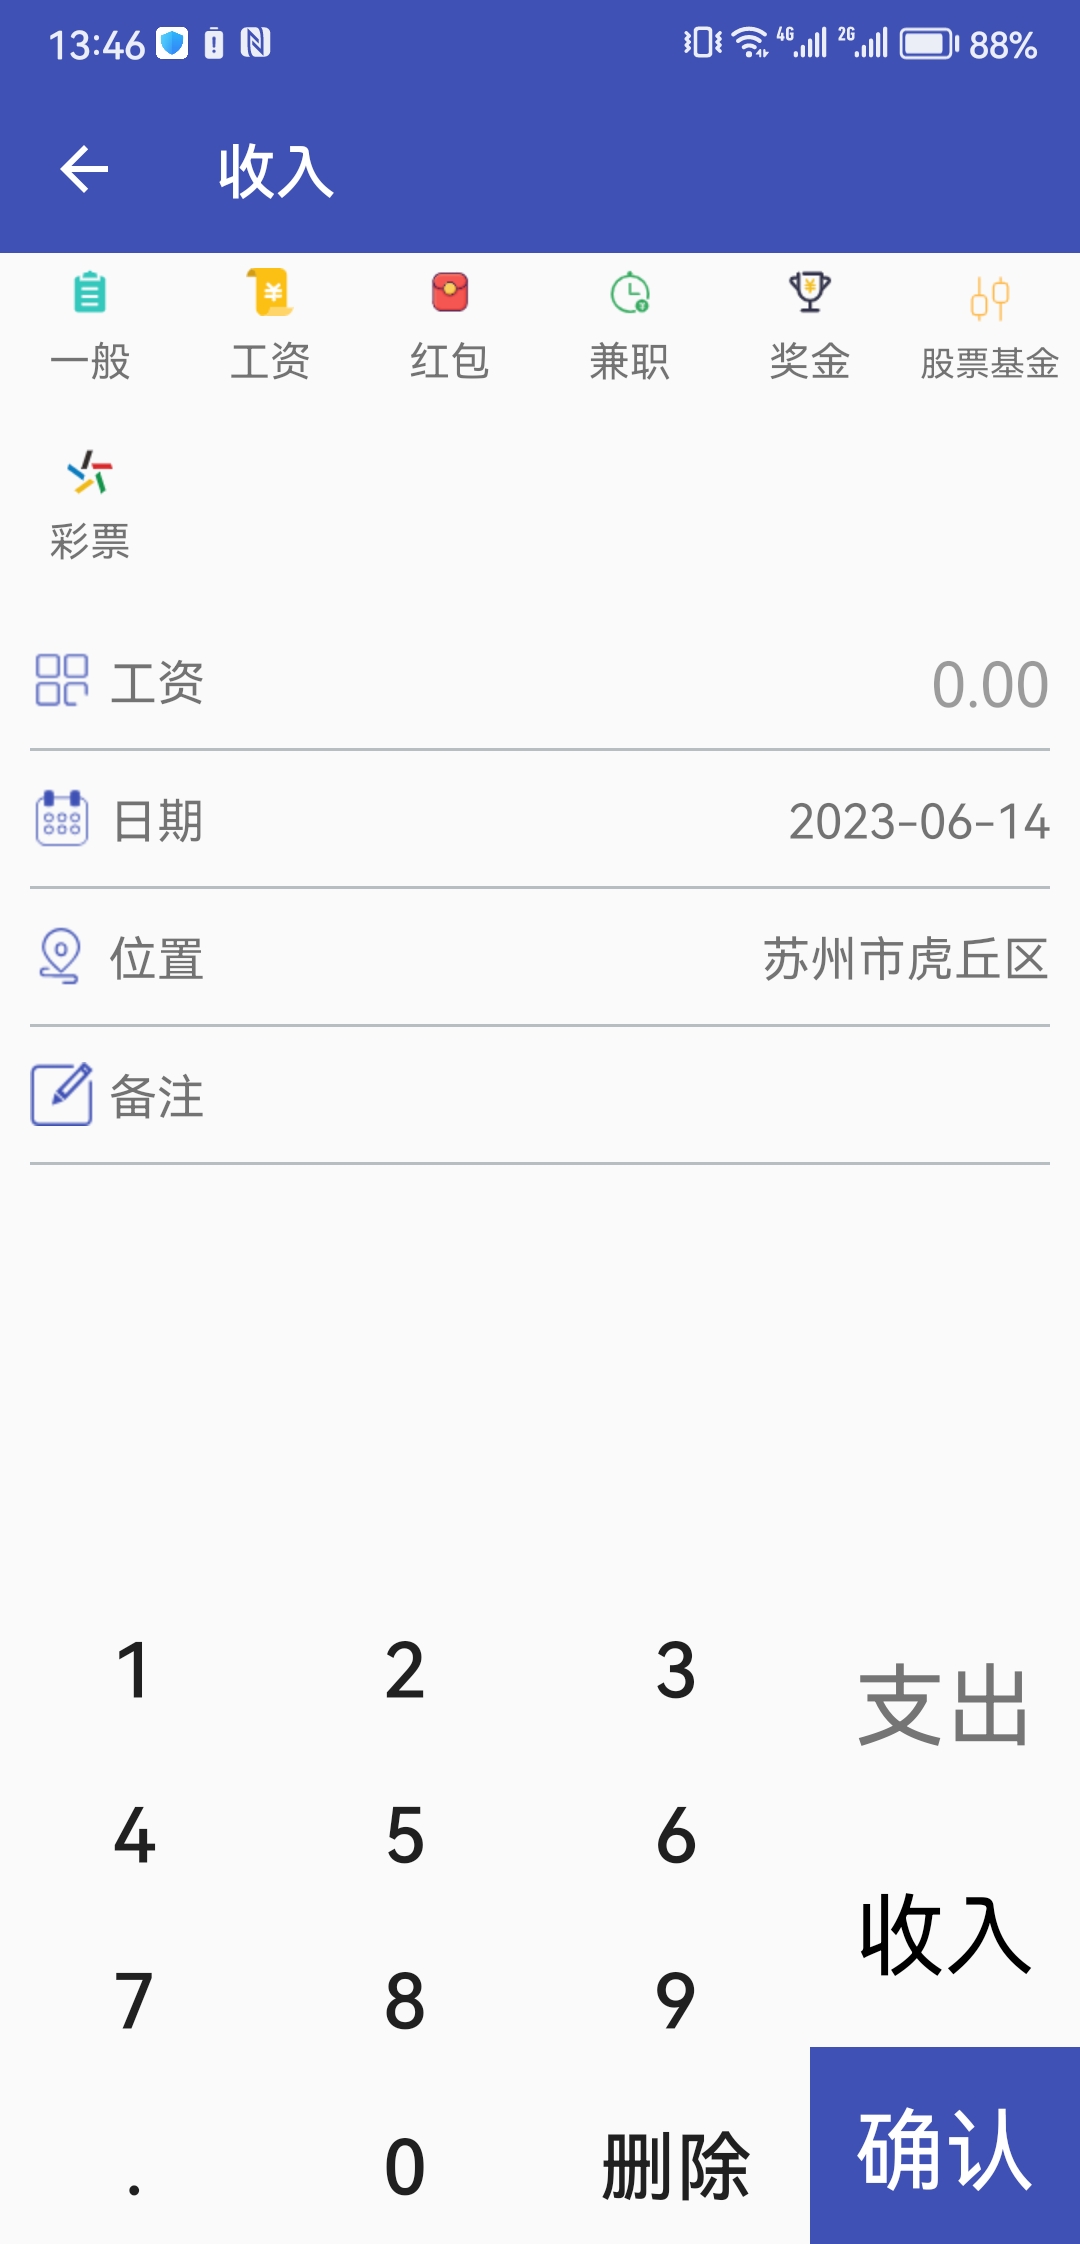 13:46 4G 2G 88%
收入
一般 工资 红包 兼职 奖金 股票基金
彩票
工资 0.00
日期 2023-06-14
位置 苏州市虎丘区
备注
1 2 3 支出
4 5 6
收入
7 8 9
. 0 删除 确认